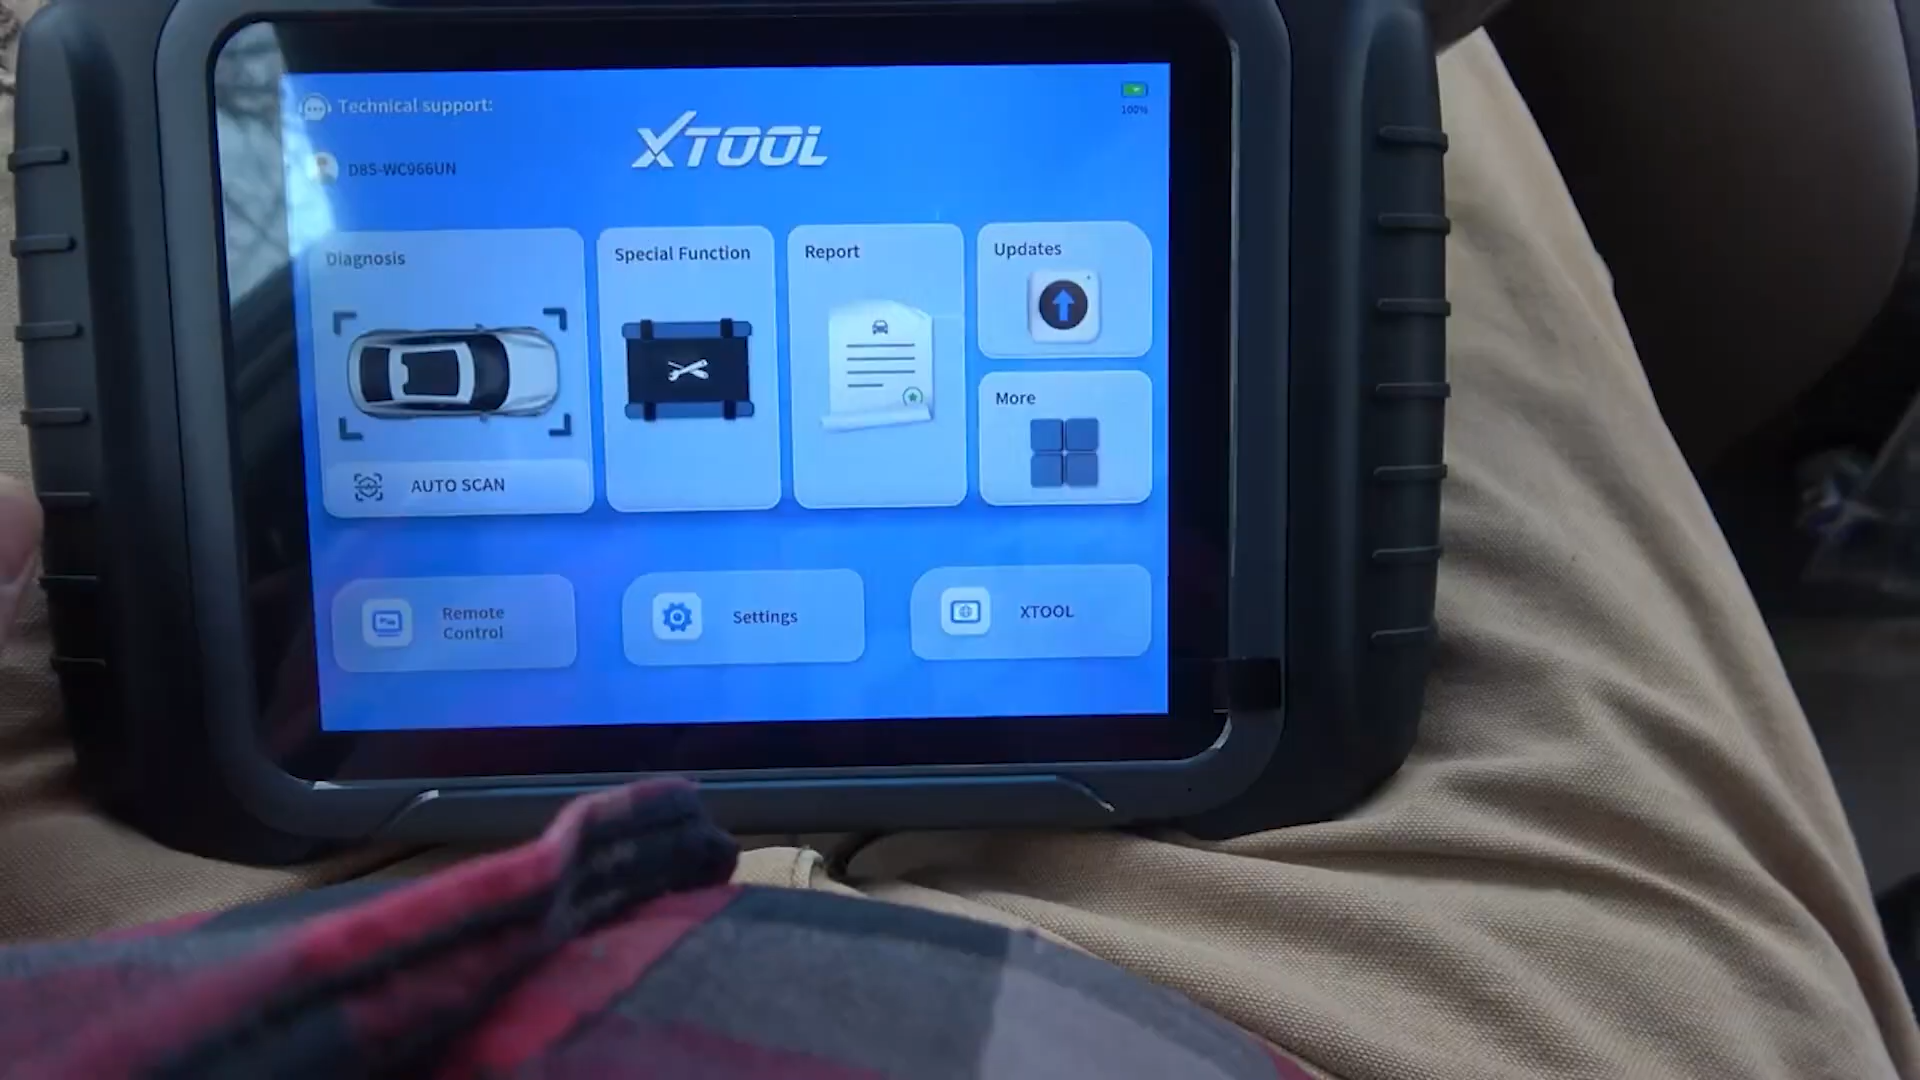 Technical support:
100%
XTOOL
D8S-WC966UN
Diagnosis
Special Function
Report
Updates
More
AUTO SCAN
Remote
Control
Settings
XTOOL